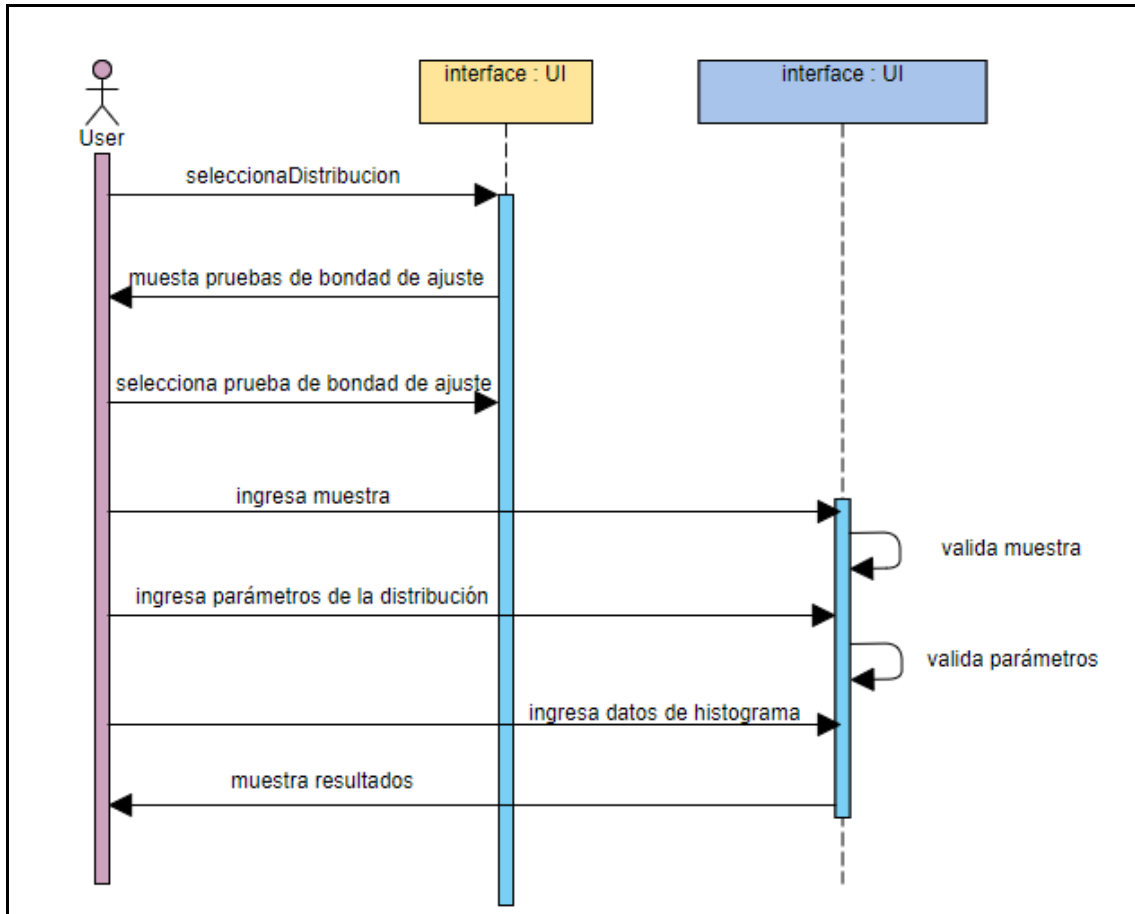 interface : UI
interface : UI
User
seleccionaDistribucion
muesta pruebas de bondad de ajuste
selecciona prueba de bondad de ajuste
ingresa muestra
valida muestra
ingresa parámetros de la distribución
valida parámetros
ingresa datos de histograma
muestra resultados